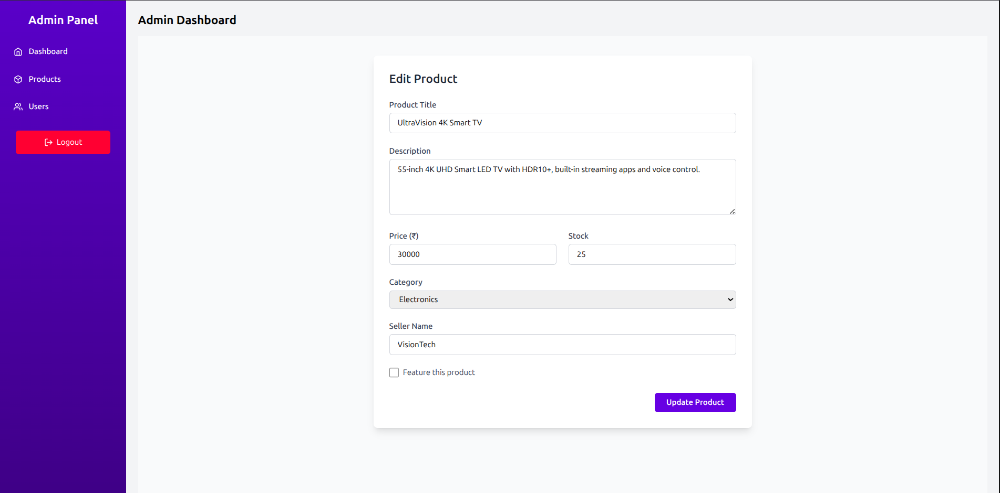 Admin Panel
Dashboard
Products
Users
Logout
Admin Dashboard
Edit Product
Product Title
UltraVision 4K Smart TV
Description
55-inch 4K UHD Smart LED TV with HDR10+, built-in streaming apps and voice control.
Price (₹)
Stock
30000
25
Category
Electronics
Seller Name
VisionTech
Feature this product
Update Product